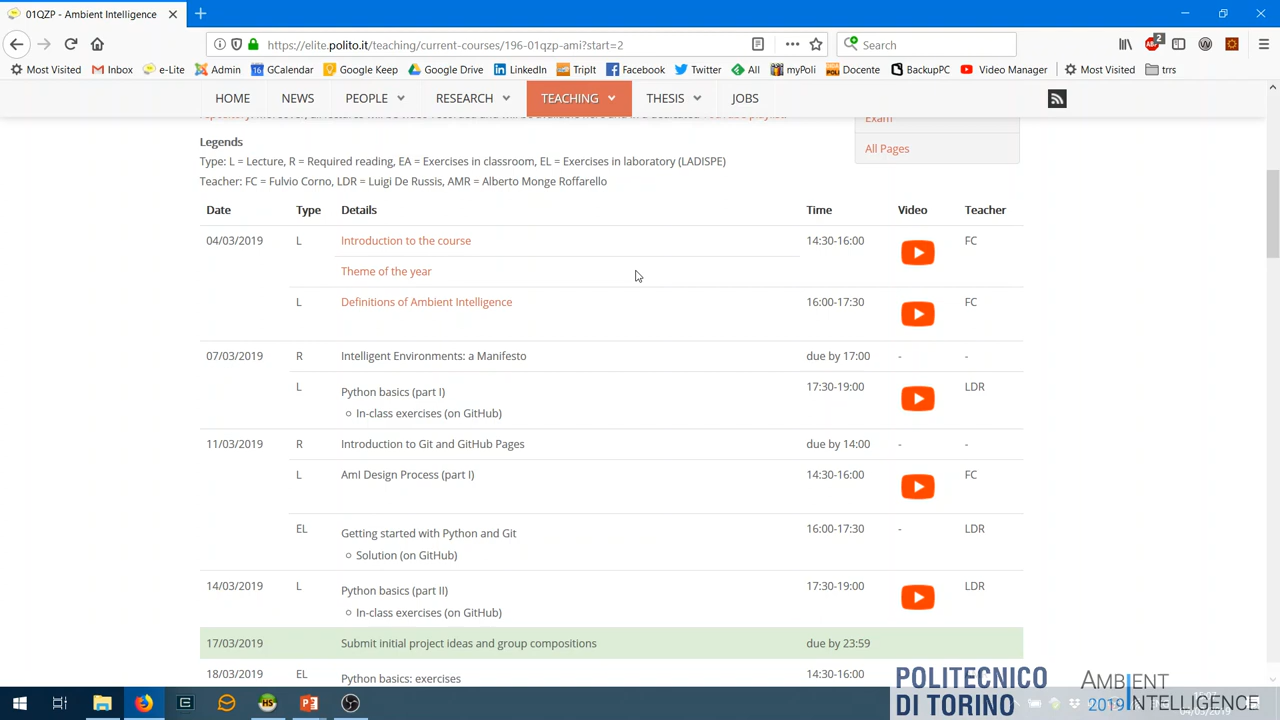 01QZP - Ambient Intelligence
https://elite.polito.it/teaching/current-courses/196-01qzp-ami?start=2
Search
2
Most Visited Inbox e-Lite Admin GCalendar Google Keep Google Drive LinkedIn TripIt Facebook Twitter All myPoli Docente BackupPC Video Manager Most Visited trrs
HOME NEWS PEOPLE RESEARCH TEACHING THESIS JOBS
Exam
All Pages
Legends
Type: L = Lecture, R = Required reading, EA = Exercises in classroom, EL = Exercises in laboratory (LADISPE)
Teacher: FC = Fulvio Corno, LDR = Luigi De Russis, AMR = Alberto Monge Roffarello
Date Type Details Time Video Teacher
04/03/2019 L Introduction to the course 14:30-16:00 FC
Theme of the year
L Definitions of Ambient Intelligence 16:00-17:30 FC
07/03/2019 R Intelligent Environments: a Manifesto due by 17:00 - -
L Python basics (part I) 17:30-19:00 LDR
In-class exercises (on GitHub)
11/03/2019 R Introduction to Git and GitHub Pages due by 14:00 - -
L AmI Design Process (part I) 14:30-16:00 FC
EL Getting started with Python and Git 16:00-17:30 - LDR
Solution (on GitHub)
14/03/2019 L Python basics (part II) 17:30-19:00 LDR
In-class exercises (on GitHub)
17/03/2019 Submit initial project ideas and group compositions due by 23:59
18/03/2019 EL Python basics: exercises 14:30-16:00
POLITECNICO DI TORINO
AMBIENT 2019 INTELLIGENCE